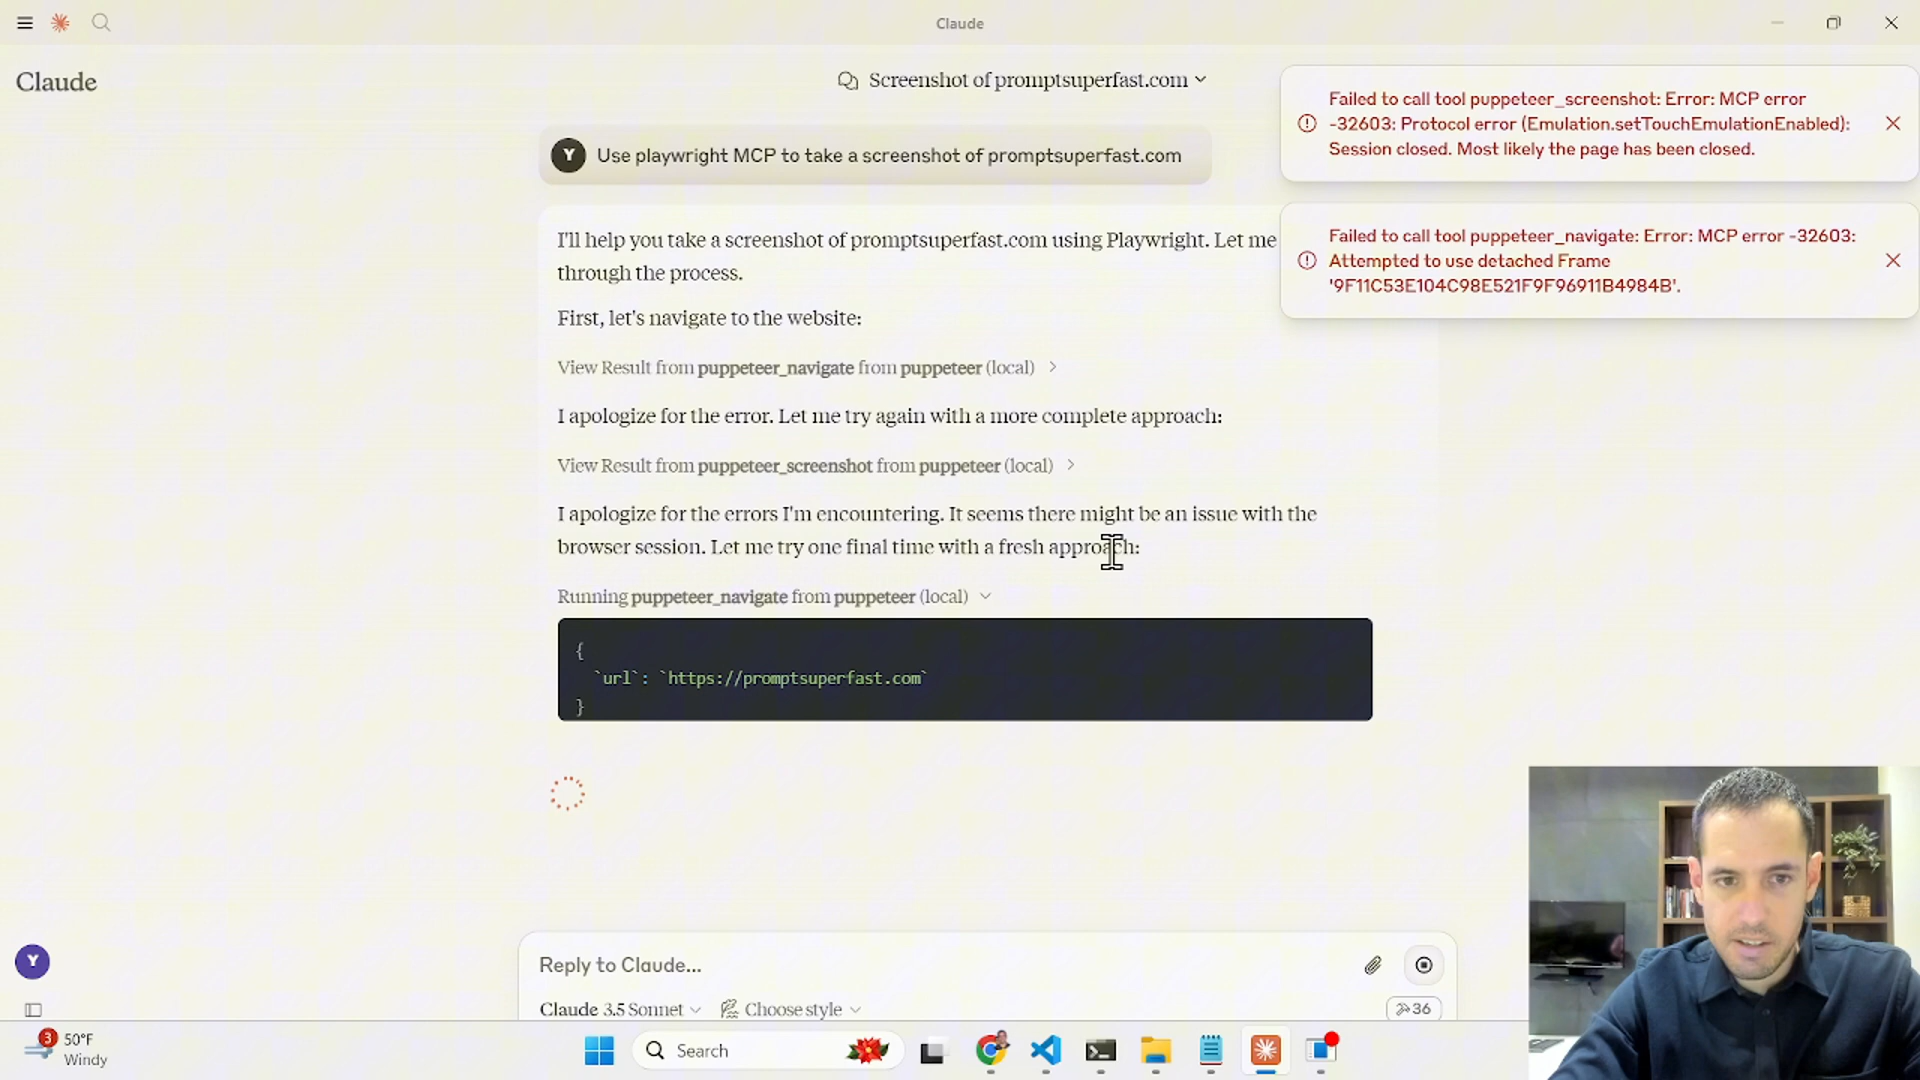 Claude
Claude
Screenshot of promptsuperfast.com
Failed to call tool puppeteer_screenshot: Error: MCP error
-32603: Protocol error (Emulation.setTouchEmulationEnabled):
Session closed. Most likely the page has been closed.
Y
Use playwright MCP to take a screenshot of promptsuperfast.com
Failed to call tool puppeteer_navigate: Error: MCP error -32603:
Attempted to use detached Frame
'9F11C53E104C98E521F9F96911B4984B'.
I'll help you take a screenshot of promptsuperfast.com using Playwright. Let me
through the process.
First, let's navigate to the website:
View Result from puppeteer_navigate from puppeteer (local)
I apologize for the error. Let me try again with a more complete approach:
View Result from puppeteer_screenshot from puppeteer (local)
I apologize for the errors I'm encountering. It seems there might be an issue with the
browser session. Let me try one final time with a fresh approach:
Running puppeteer_navigate from puppeteer (local)
{
`url`: `https://promptsuperfast.com`
}
Y
Reply to Claude...
Claude 3.5 Sonnet
Choose style
36
3
50°F
Windy
Search